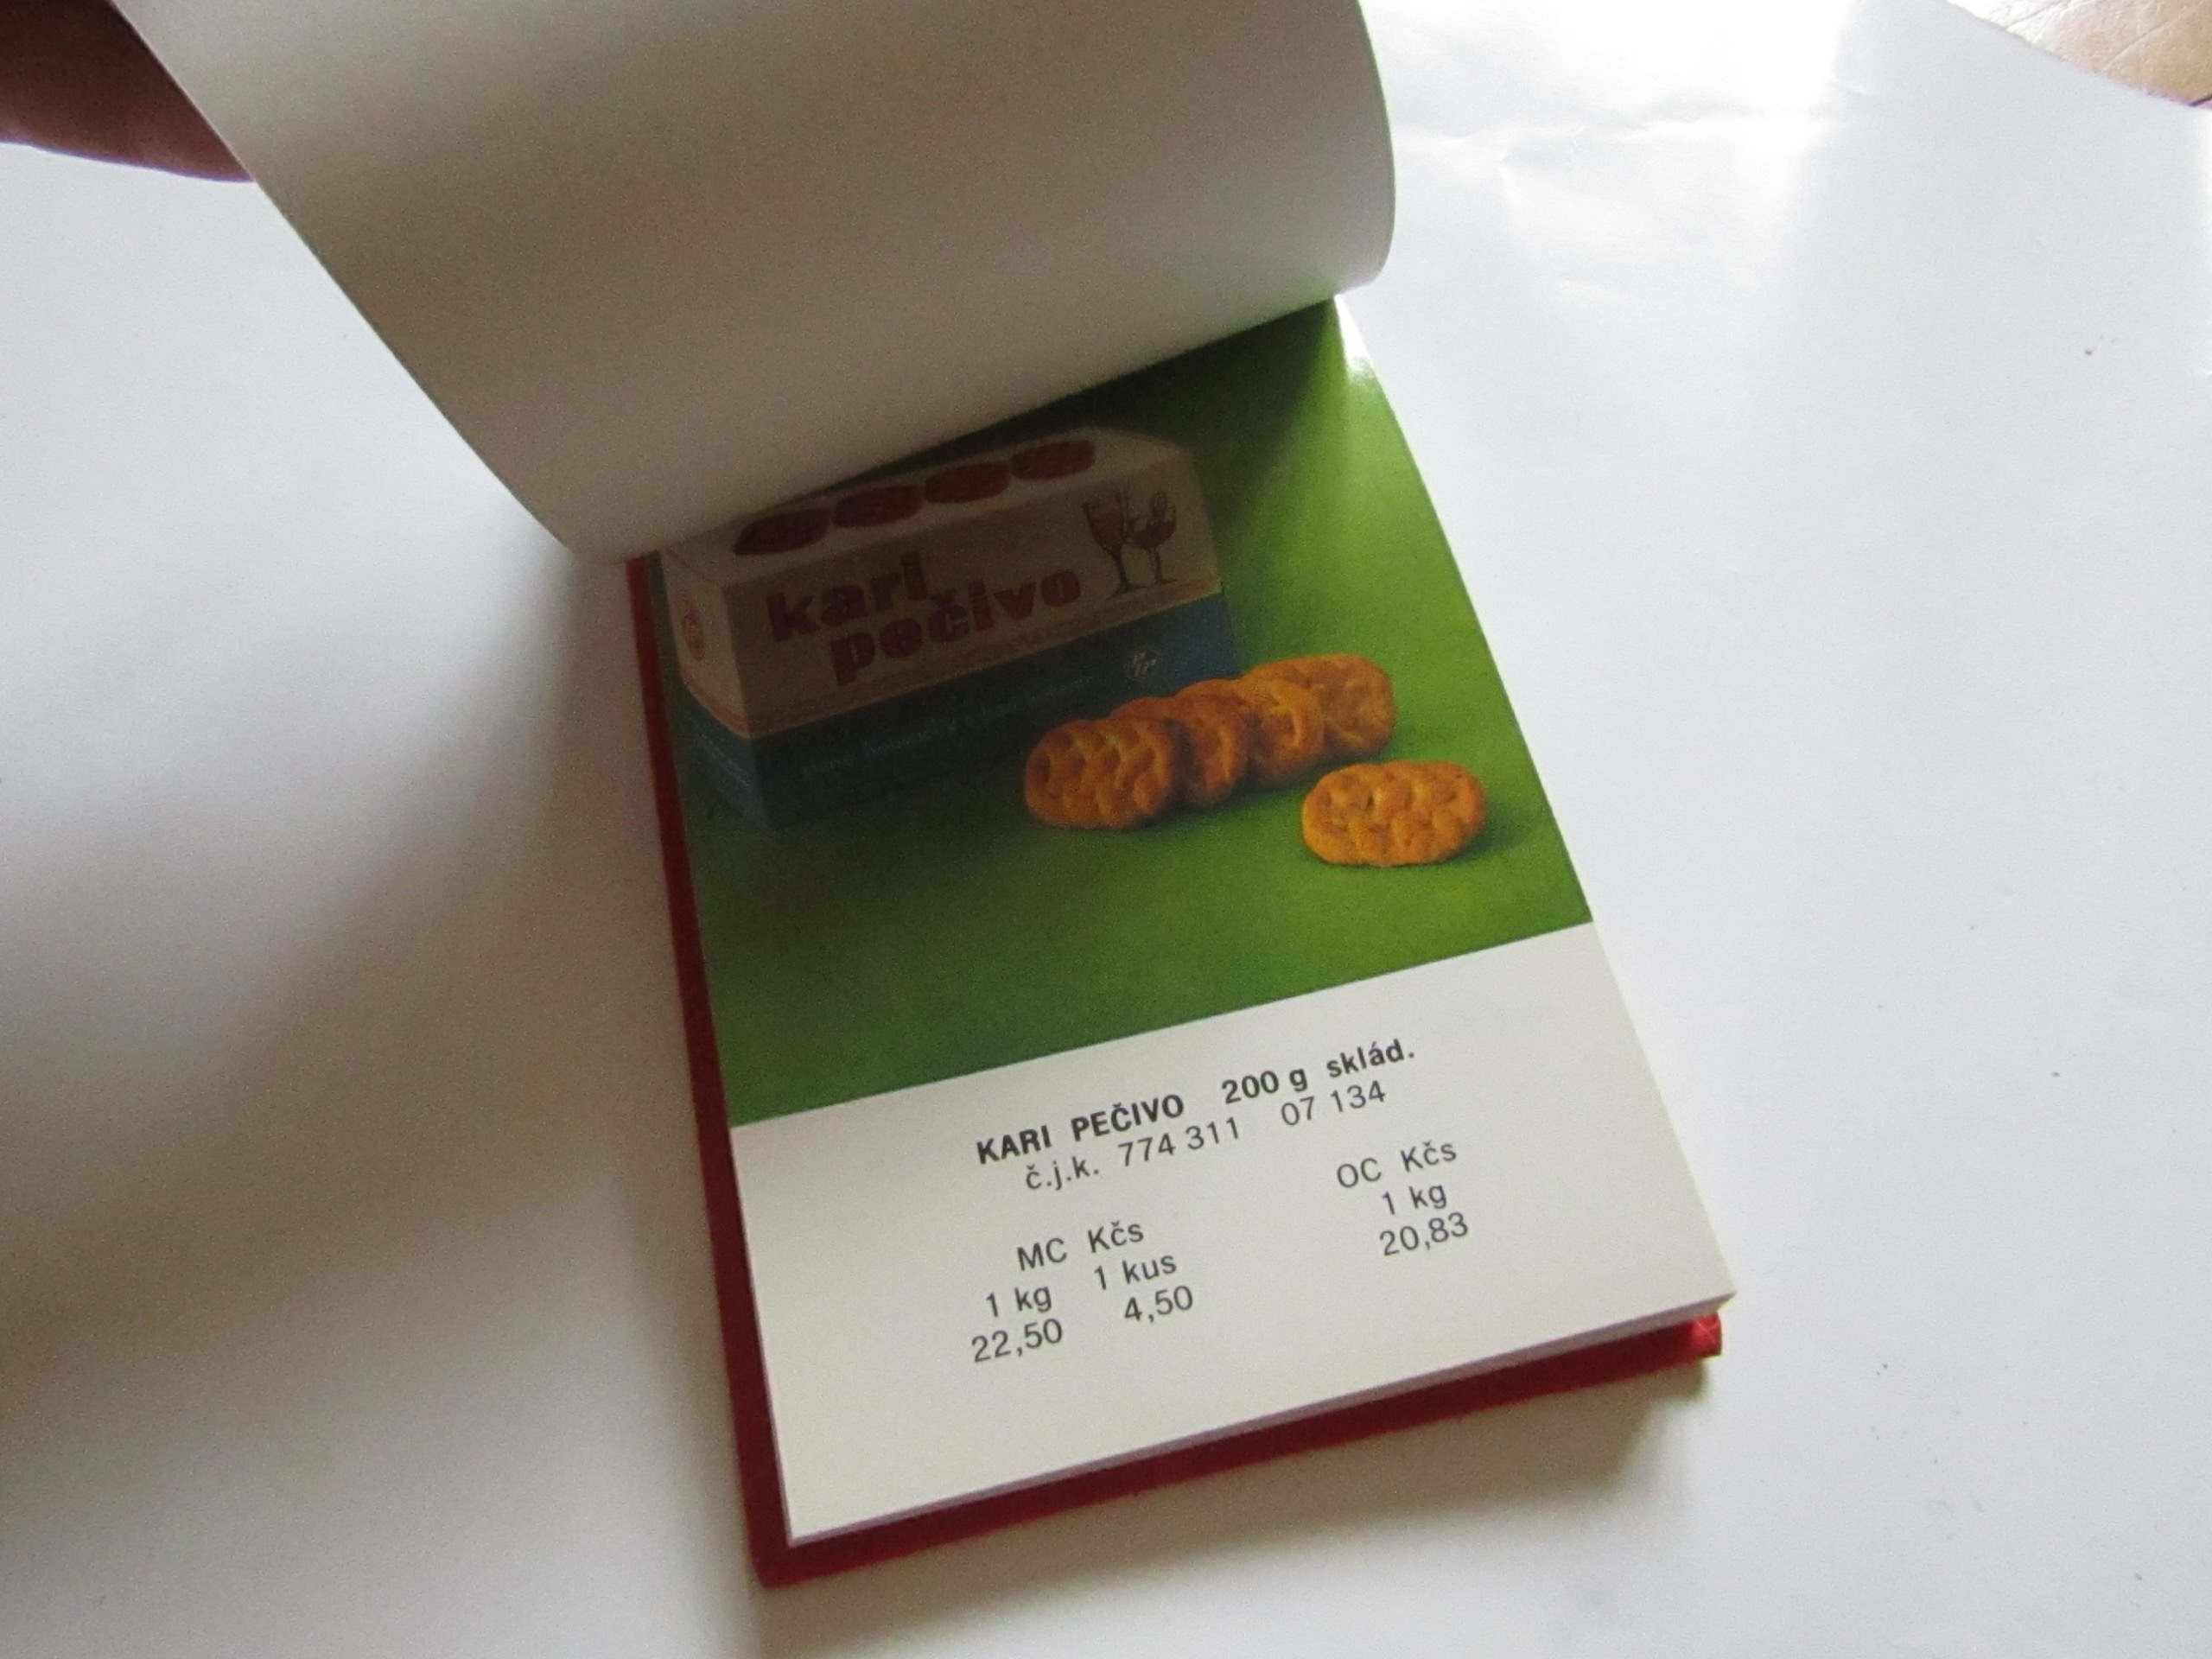 kari
pečivo
KARI PEČIVO 200 g sklád.
č.j.k. 774 311 07 134
MC Kčs
1 kg 1 kus
22,50 4,50
OC Kčs
1 kg
20,83